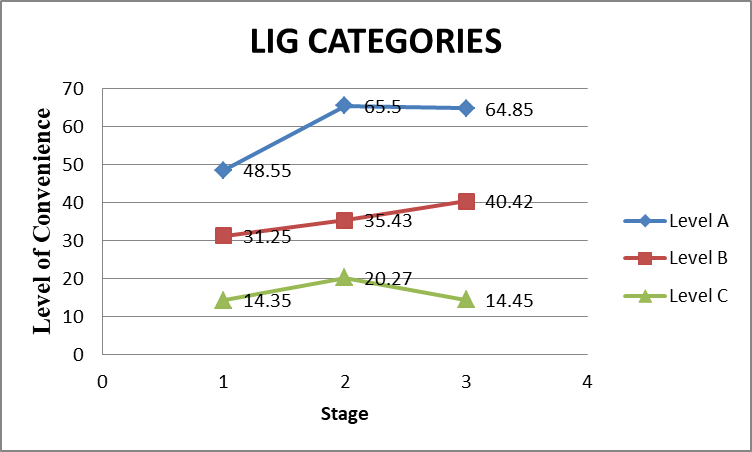 LIG CATEGORIES
Level of Convenience
70
60
50
40
30
20
10
0
65.5
64.85
48.55
40.42
35.43
31.25
20.27
14.35
14.45
0 1 2 3 4
Stage
Level A
Level B
Level C